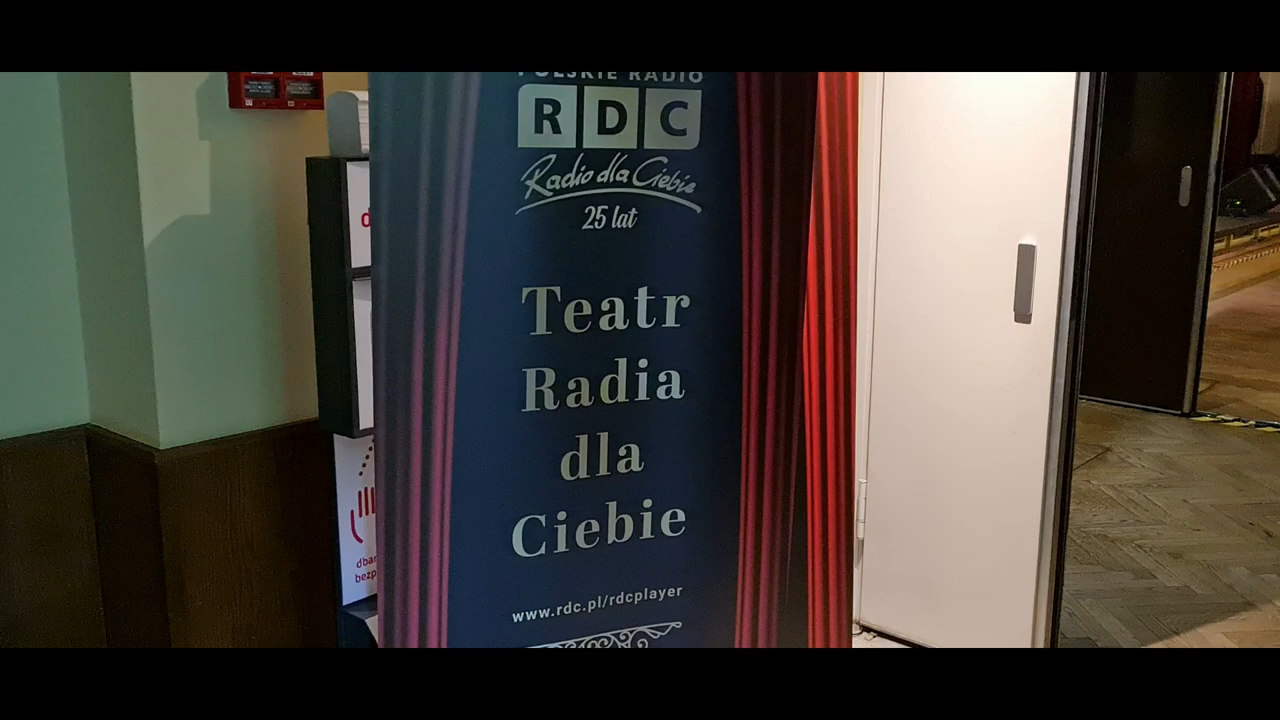 POLSKIE RADIO
RDC
Radio dla Ciebie
25 lat
Teatr
Radia
dla
Ciebie
www.rdc.pl/rdcplayer